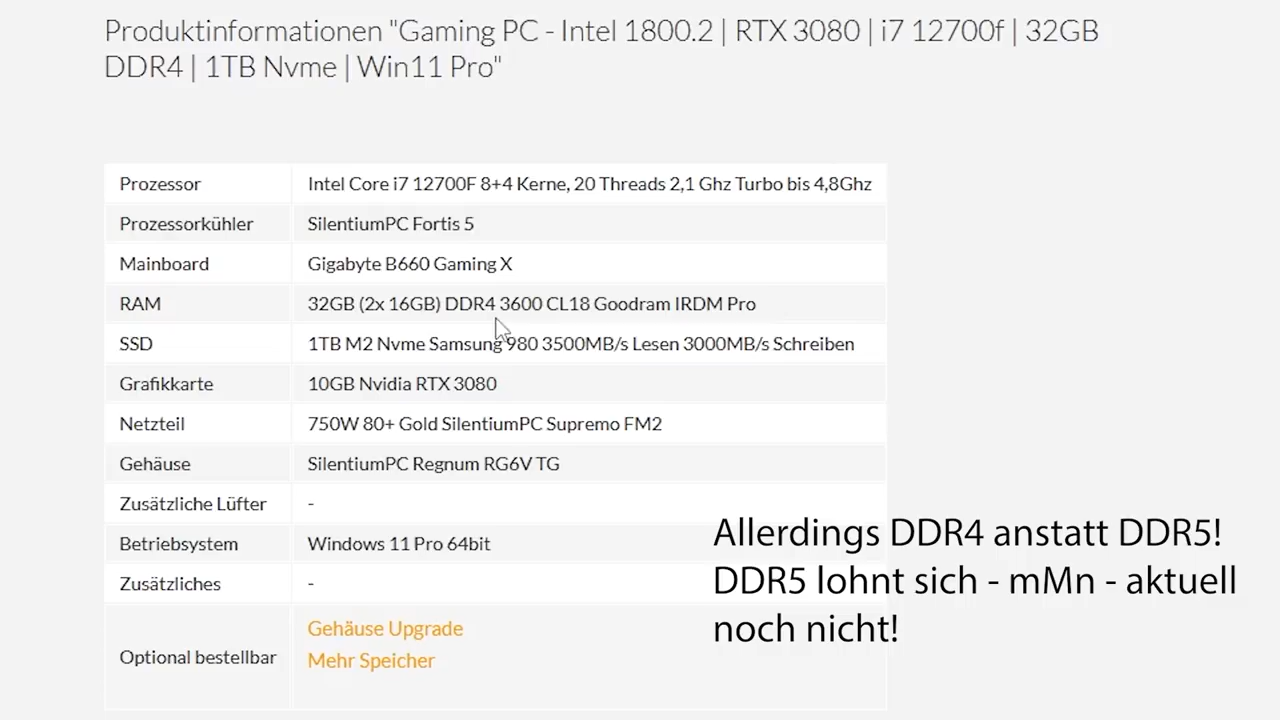 Produktinformationen "Gaming PC - Intel 1800.2 | RTX 3080 | i7 12700f | 32GB
DDR4 | 1TB Nvme | Win11 Pro"
Prozessor Intel Core i7 12700F 8+4 Kerne, 20 Threads 2,1 Ghz Turbo bis 4,8Ghz
Prozessorkühler SilentiumPC Fortis 5
Mainboard Gigabyte B660 Gaming X
RAM 32GB (2x 16GB) DDR4 3600 CL18 Goodram IRDM Pro
SSD 1TB M2 Nvme Samsung 980 3500MB/s Lesen 3000MB/s Schreiben
Grafikkarte 10GB Nvidia RTX 3080
Netzteil 750W 80+ Gold SilentiumPC Supremo FM2
Gehäuse SilentiumPC Regnum RG6V TG
Zusätzliche Lüfter -
Betriebsystem Windows 11 Pro 64bit
Zusätzliches -
Optional bestellbar
Gehäuse Upgrade
Mehr Speicher
Allerdings DDR4 anstatt DDR5!
DDR5 lohnt sich - mMn - aktuell
noch nicht!